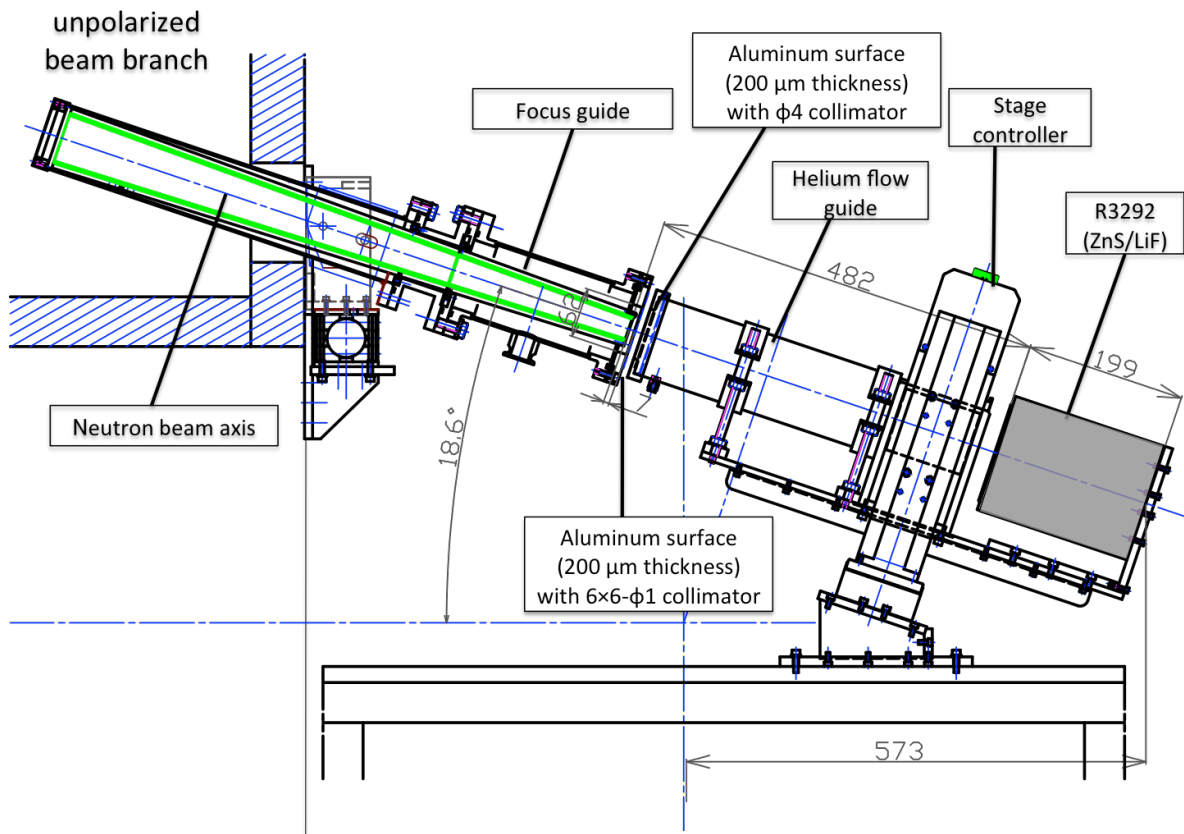 unpolarized
beam branch
Aluminum surface
(200 μm thickness)
with ϕ4 collimator
Focus guide
Stage
controller
Helium flow
guide
R3292
(ZnS/LiF)
482
199
7
18.6°
Neutron beam axis
Aluminum surface
(200 μm thickness)
with 6×6-ϕ1 collimator
573